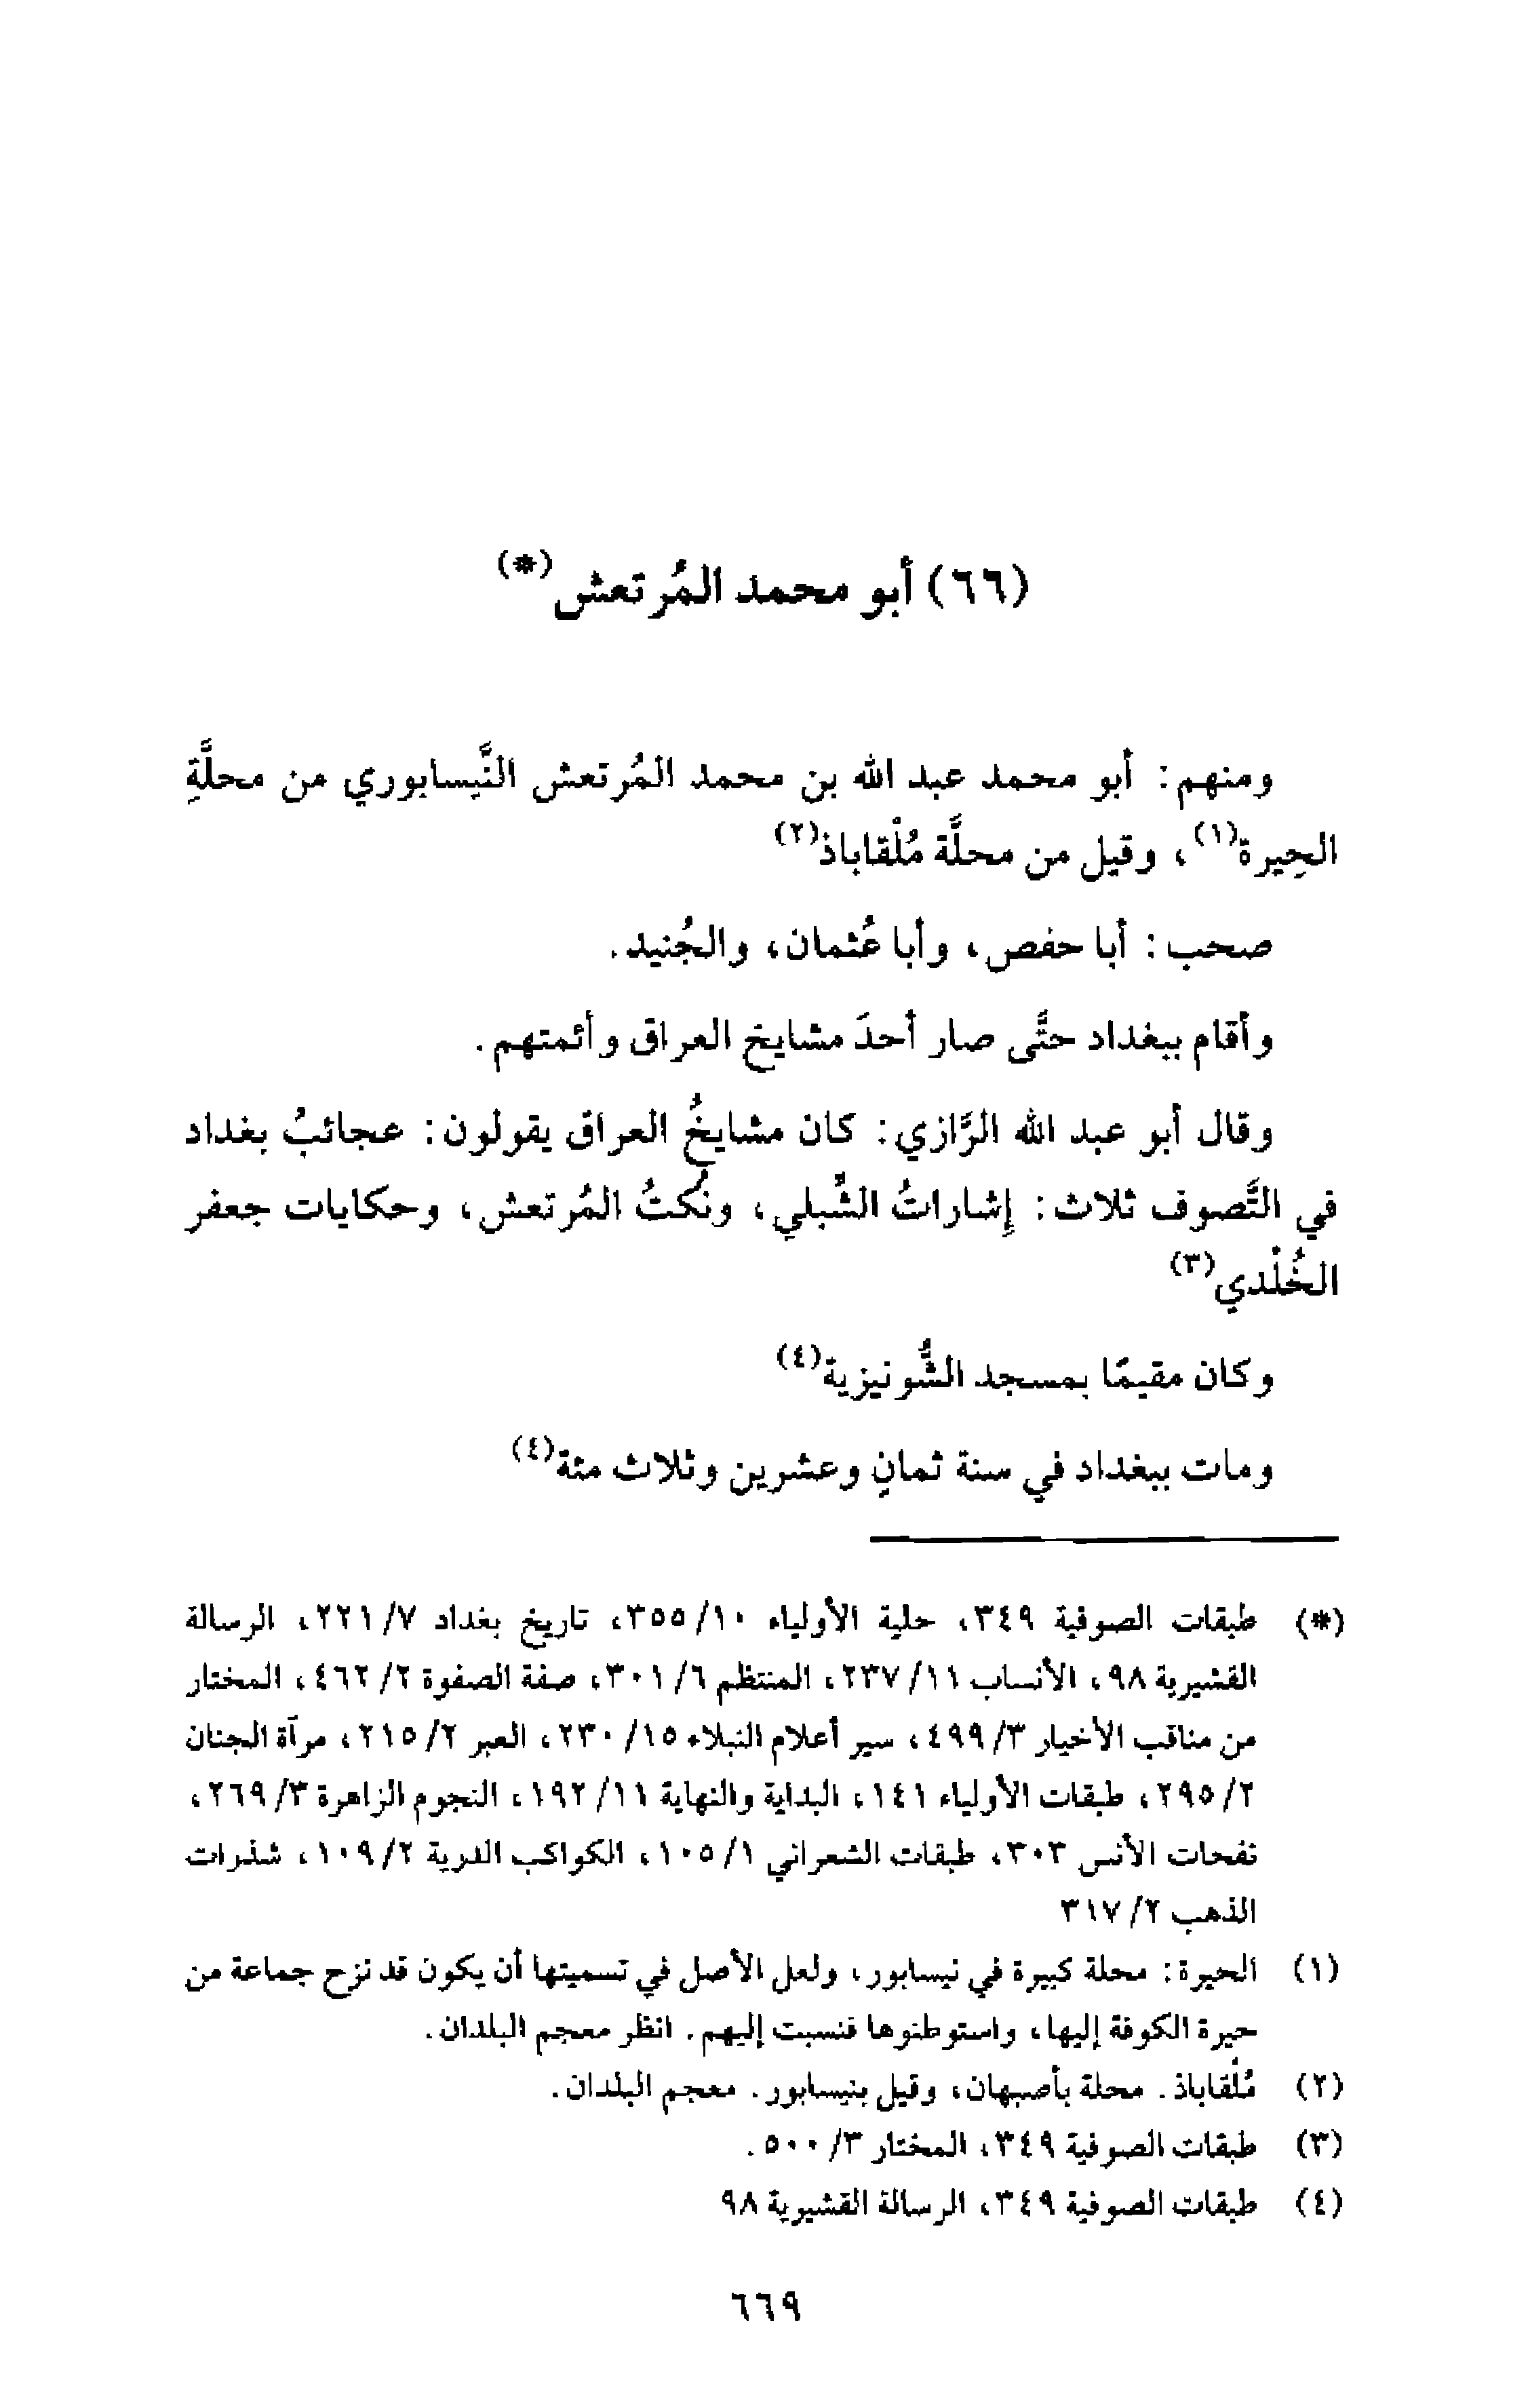 (٦٦) أبو محمد المُرتعش(*)
ومنهم: أبو محمد عبد الله بن محمد المُرتعش النَّيسابوري من محلَّةِ
الحِيرة(١)، وقيل من محلَّة مُلْقاباذ(٢)
صحب: أبا حفص، وأبا عُثمان، والجُنيد.
وأقام ببغداد حتَّى صار أحدَ مشايخ العراق وأئمتهم.
وقال أبو عبد الله الرَّازي: كان مشايخُ العراق يقولون: عجائبُ بغداد
في التَّصوف ثلاث: إشاراتُ الشِّبلي، ونُكتُ المُرتعش، وحكايات جعفر
الخُلْدي(٣)
وكان مقيمًا بمسجد الشُّونيزية(٤)
ومات ببغداد في سنة ثمانٍ وعشرين وثلاث مئة(٤)
(*) طبقات الصوفية ٣٤٩، حلية الأولياء ١٠/ ٣٥٥، تاريخ بغداد ٧/ ٢٢١، الرسالة
القشيرية ٩٨، الأنساب ١١/ ٢٣٧، المنتظم ٦/ ٣٠١، صفة الصفوة ٢/ ٤٦٢، المختار
من مناقب الأخيار ٣/ ٤٩٩، سير أعلام النبلاء ١٥/ ٢٣٠، العبر ٢/ ٢١٥، مرآة الجنان
٢/ ٢٩٥، طبقات الأولياء ١٤١، البداية والنهاية ١١/ ١٩٢، النجوم الزاهرة ٣/ ٢٦٩،
نفحات الأنس ٣٠٣، طبقات الشعراني ١/ ١٠٥، الكواكب الدرية ٢/ ١٠٩، شذرات
الذهب ٢/ ٣١٧
(١) الحيرة: محلة كبيرة في نيسابور، ولعل الأصل في تسميتها أن يكون قد نزح جماعة من
حيرة الكوفة إليها، واستوطنوها فنسبت إليهم. انظر معجم البلدان.
(٢) مُلْقاباذ. محلة بأصبهان، وقيل بنيسابور. معجم البلدان.
(٣) طبقات الصوفية ٣٤٩، المختار ٣/ ٥٠٠.
(٤) طبقات الصوفية ٣٤٩، الرسالة القشيرية ٩٨
٦٦٩